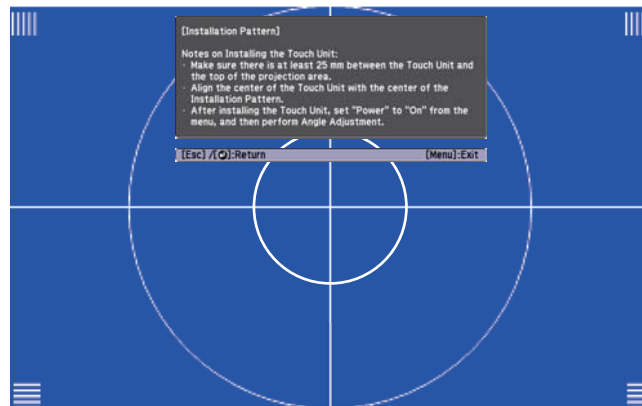 [Installation Pattern]
Notes on Installing the Touch Unit:
· Make sure there is at least 25 mm between the Touch Unit and
the top of the projection area.
· Align the center of the Touch Unit with the center of the
Installation Pattern.
· After installing the Touch Unit, set "Power" to "On" from the
menu, and then perform Angle Adjustment.
[Esc] /[⮌]:Return [Menu]:Exit